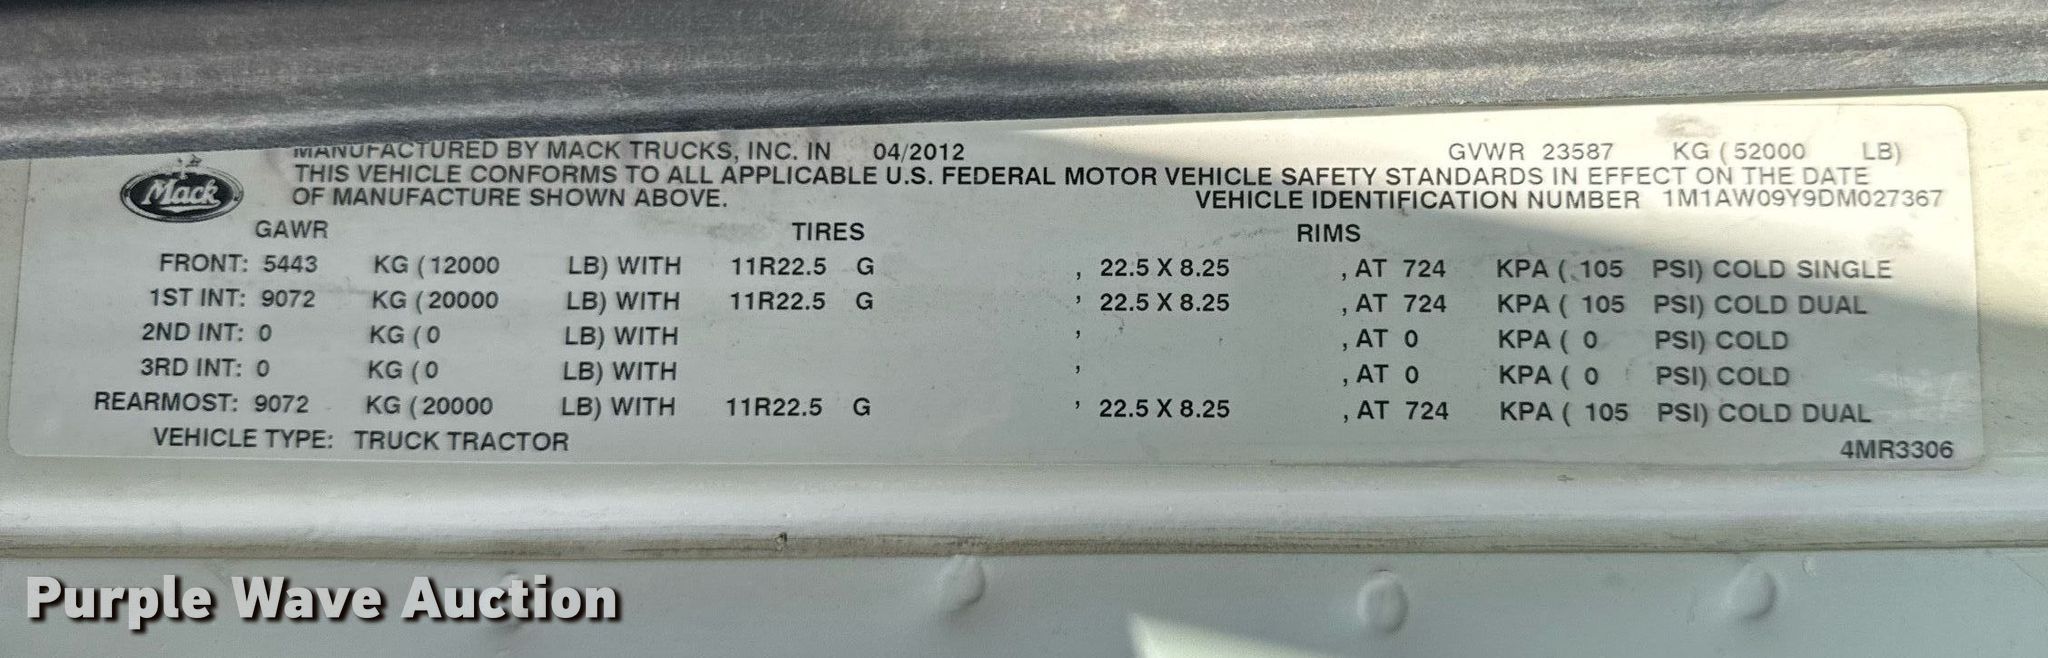 MANUFACTURED BY MACK TRUCKS, INC. IN 04/2012 GVWR 23587 KG ( 52000 LB)
THIS VEHICLE CONFORMS TO ALL APPLICABLE U.S. FEDERAL MOTOR VEHICLE SAFETY STANDARDS IN EFFECT ON THE DATE
OF MANUFACTURE SHOWN ABOVE. VEHICLE IDENTIFICATION NUMBER 1M1AW09Y9DM027367
Mack
GAWR TIRES RIMS
FRONT: 5443 KG ( 12000 LB) WITH 11R22.5 G , 22.5 X 8.25 , AT 724 KPA ( 105 PSI) COLD SINGLE
1ST INT: 9072 KG ( 20000 LB) WITH 11R22.5 G , 22.5 X 8.25 , AT 724 KPA ( 105 PSI) COLD DUAL
2ND INT: 0 KG ( 0 LB) WITH , , AT 0 KPA ( 0 PSI) COLD
3RD INT: 0 KG ( 0 LB) WITH , , AT 0 KPA ( 0 PSI) COLD
REARMOST: 9072 KG ( 20000 LB) WITH 11R22.5 G , 22.5 X 8.25 , AT 724 KPA ( 105 PSI) COLD DUAL
VEHICLE TYPE: TRUCK TRACTOR 4MR3306
Purple Wave Auction